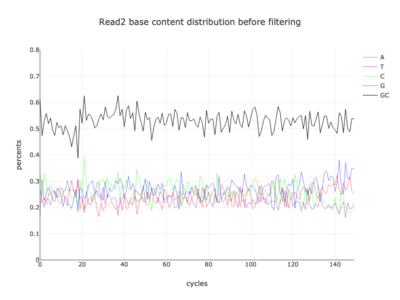 Read2 base content distribution before filtering
0.8
0.7
0.6
0.5
0.4
0.3
0.2
0.1
0
0 20 40 60 80 100 120 140
percents
cycles
A
T
C
G
GC